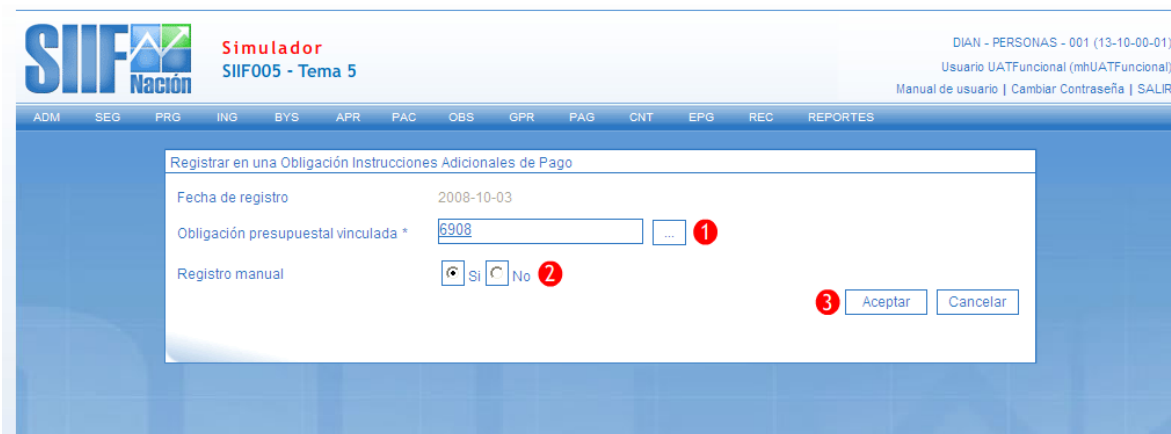 SIIF Nación
Simulador
SIIF005 - Tema 5
DIAN - PERSONAS - 001 (13-10-00-01)
Usuario UATFuncional (mhUATFuncional)
Manual de usuario | Cambiar Contraseña | SALIR
ADM SEG PRG ING BYS APR PAC OBS GPR PAG CNT EPG REC REPORTES
Registrar en una Obligación Instrucciones Adicionales de Pago
Fecha de registro 2008-10-03
Obligación presupuestal vinculada * 6908 ... 1
Registro manual Si No 2
3 Aceptar Cancelar